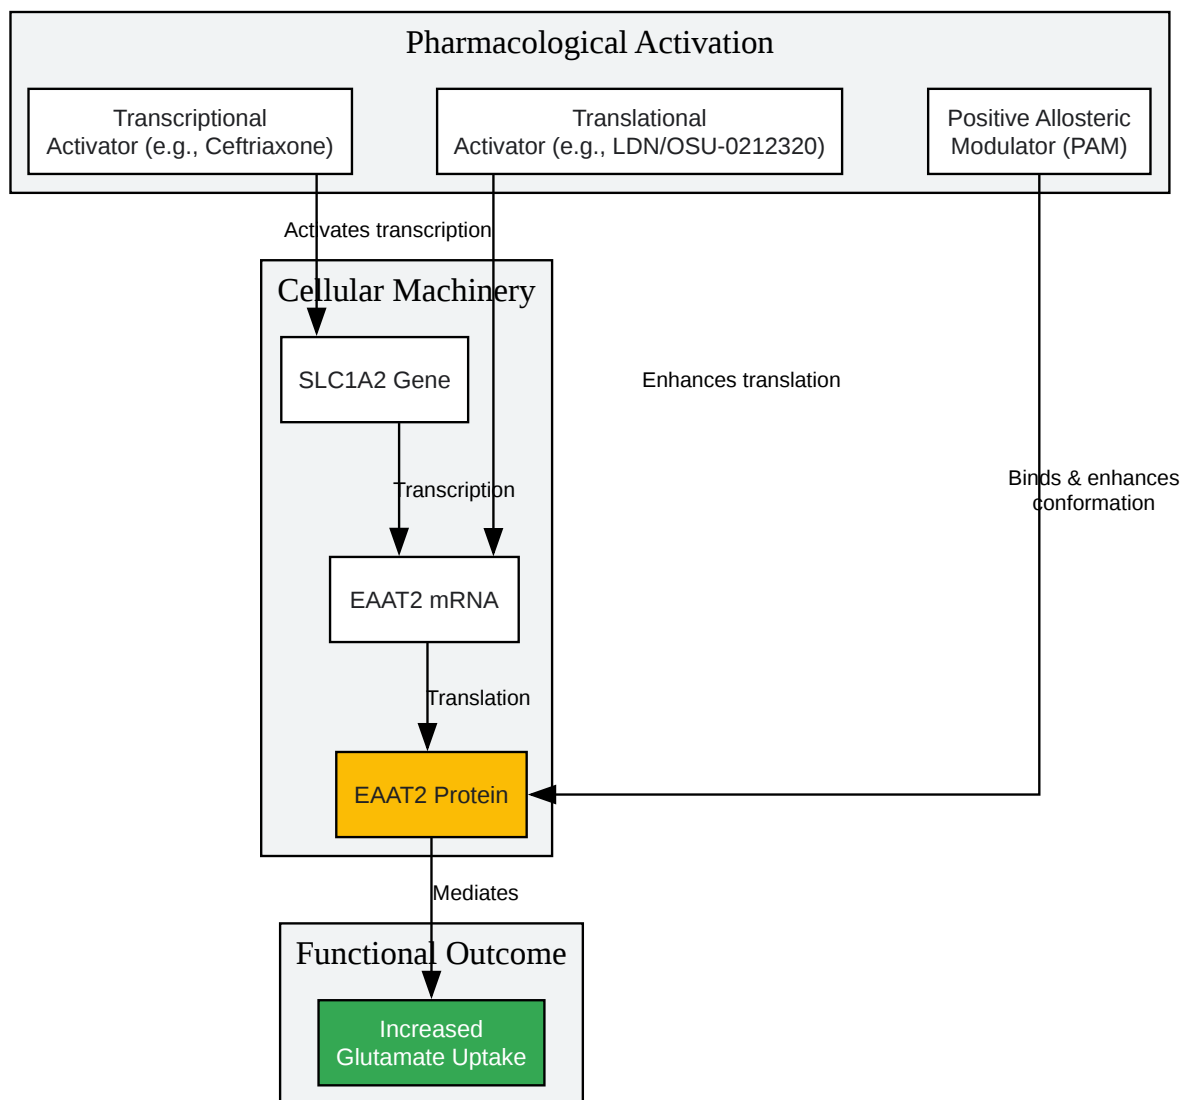 Pharmacological Activation
Transcriptional
Activator (e.g., Ceftriaxone)
Translational
Activator (e.g., LDN/OSU-0212320)
Positive Allosteric
Modulator (PAM)
Activates transcription
Cellular Machinery
SLC1A2 Gene
Enhances translation
Binds & enhances
conformation
Transcription
EAAT2 mRNA
Translation
EAAT2 Protein
Mediates
Functional Outcome
Increased
Glutamate Uptake